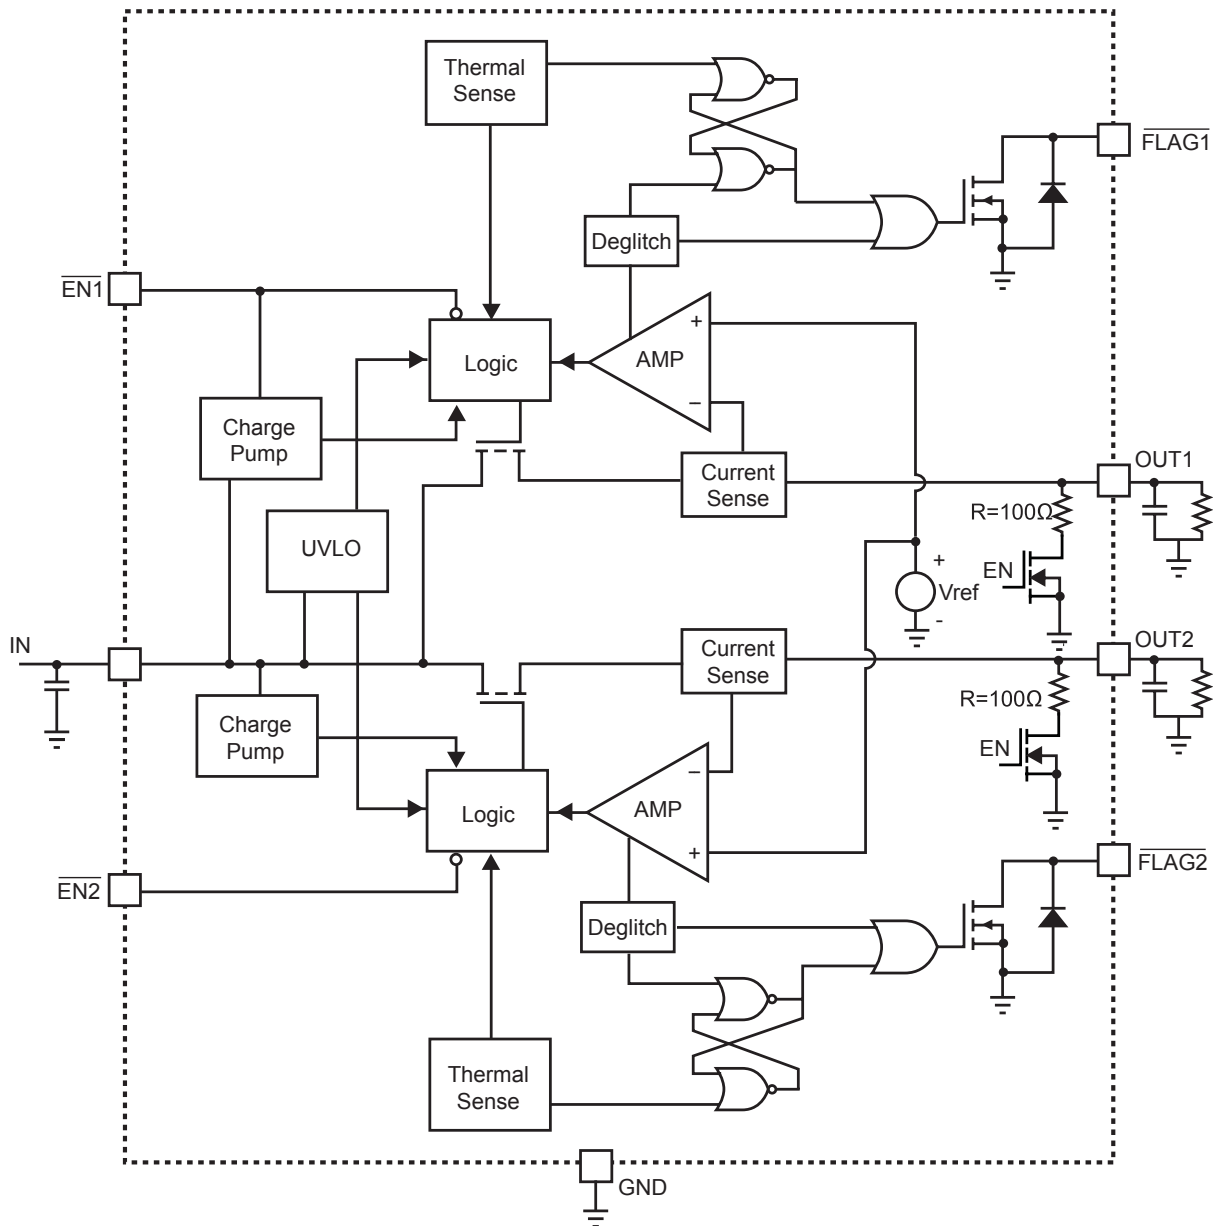 Thermal
Sense
FLAG1
Deglitch
EN1
+
AMP
Logic
−
Charge
Pump
Current
Sense
OUT1
R=100Ω
UVLO
EN
+
Vref
-
IN
OUT2
Current
Sense
R=100Ω
Charge
Pump
EN
−
AMP
Logic
+
FLAG2
EN2
Deglitch
Thermal
Sense
GND